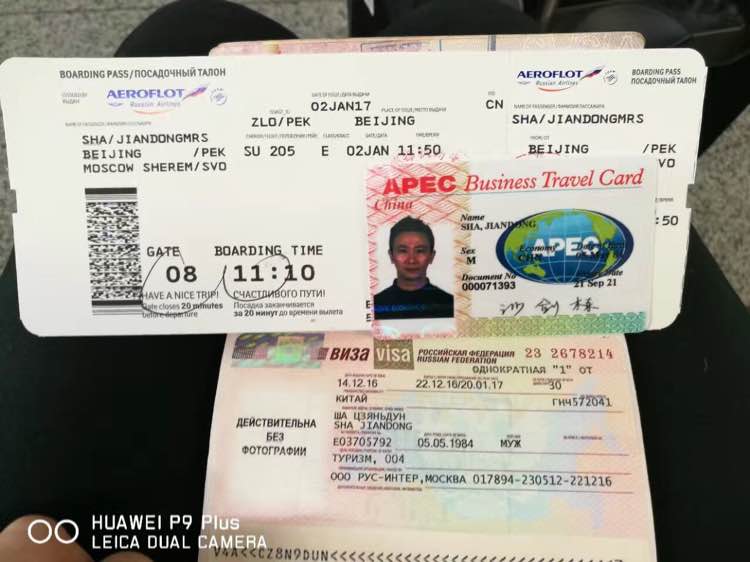 BOARDING PASS/ПОСАДОЧНЫЙ ТАЛОН
AEROFLOT
Russian Airlines
02JAN17
CN
ZLD/PEK
BEIJING
SHA/JIANDONGMRS
BEIJING /PEK
SU 205 E 02JAN 11:50
MOSCOW SHEREM/SVO
GATE
BOARDING TIME
08
11:10
HAVE A NICE TRIP!
СЧАСТЛИВОГО ПУТИ!
Gate closes 20 minutes
before departure
Посадка заканчивается
за 20 минут до времени вылета
AEROFLOT
Russian Airlines
BOARDING PASS
ПОСАДОЧНЫЙ ТАЛОН
SHA/JIANDONGMRS
BEIJING /PEK
SVO
:50
APEC Business Travel Card
China
Name
SHA, JIANDONG
Sex
M
Economy
CHN
APEC
Document No
000071393
21 Sep 21
沙剑栋
ВИЗА visa
РОССИЙСКАЯ ФЕДЕРАЦИЯ
RUSSIAN FEDERATION
23 2678214
ОДНОКРАТНАЯ "1" ОТ
14.12.16 22.12.16/20.01.17 30
КИТАЙ ГНЧ572041
ША ЦЗЯНЬДУН
SHA JIANDONG
E03705792 05.05.1984 МУЖ
ТУРИЗМ, 004
ООО РУС-ИНТЕР,МОСКВА 017894-230512-221216
ДЕЙСТВИТЕЛЬНА
БЕЗ
ФОТОГРАФИИ
V4A<<CZ8N9DUN<<<<<<<<<
HUAWEI P9 Plus
LEICA DUAL CAMERA